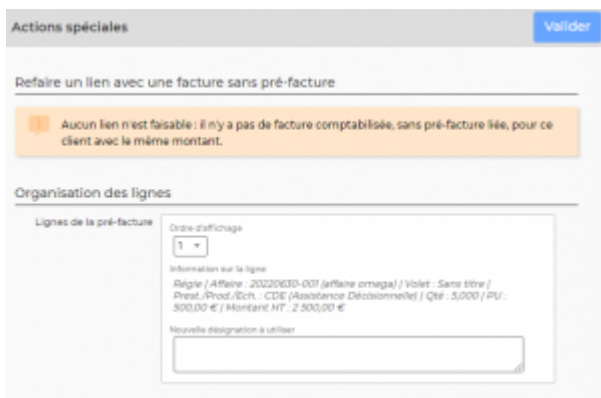 Actions spéciales
Valider
Refaire un lien avec une facture sans pré-facture
Aucun lien n'est faisable : il n'y a pas de facture comptabilisée, sans pré-facture liée, pour ce
client avec le même montant.
Organisation des lignes
Lignes de la pré-facture
Ordre d'affichage
1
Information sur la ligne
Régie | Affaire : 20220630-001 (affaire omega) | Volet : Sans titre |
Prest./Prod./Ech. : CDE (Assistance Décisionnelle) | Qté : 5,000 | PU :
500,00 € | Montant HT : 2 500,00 €
Nouvelle désignation à utiliser